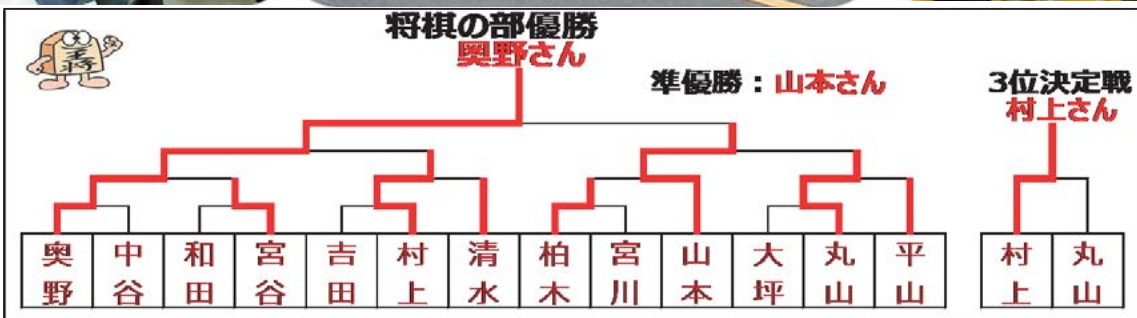 将棋の部優勝
奥野さん
準優勝：山本さん
3位決定戦
村上さん
王将
奥野 中谷 和田 宮谷 吉田 村上 清水 柏木 宮川 山本 大坪 丸山 平山
村上 丸山